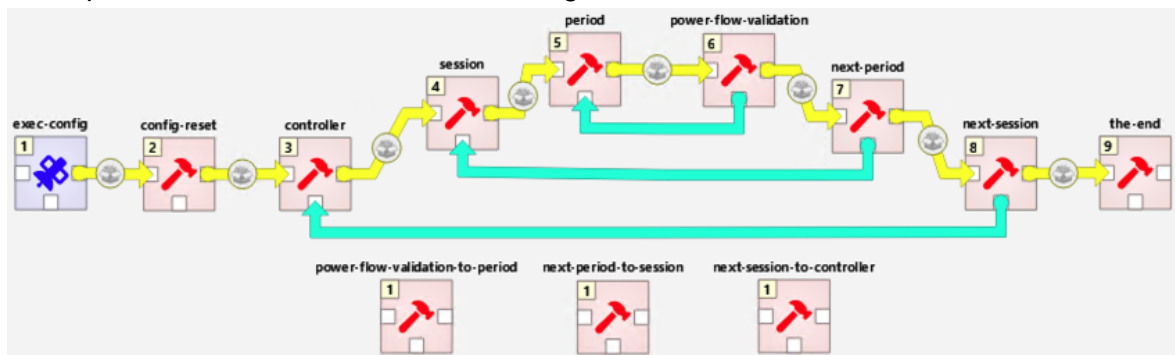 period power-flow-validation
5 6
session next-period
4 7
exec-config config-reset controller next-session the-end
1 2 3 8 9
power-flow-validation-to-period next-period-to-session next-session-to-controller
1 1 1